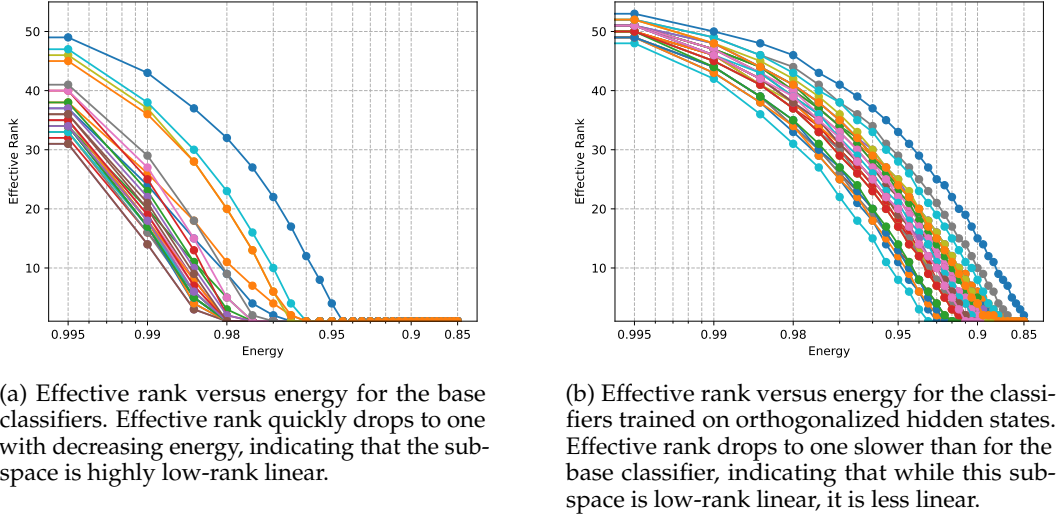 50
40
30
20
10
Effective Rank
0.995
0.99
0.98
0.95
0.9
0.85
Energy
(a) Effective rank versus energy for the base
classifiers. Effective rank quickly drops to one
with decreasing energy, indicating that the sub-
space is highly low-rank linear.
50
40
30
20
10
Effective Rank
0.995
0.99
0.98
0.95
0.9
0.85
Energy
(b) Effective rank versus energy for the classi-
fiers trained on orthogonalized hidden states.
Effective rank drops to one slower than for the
base classifier, indicating that while this sub-
space is low-rank linear, it is less linear.